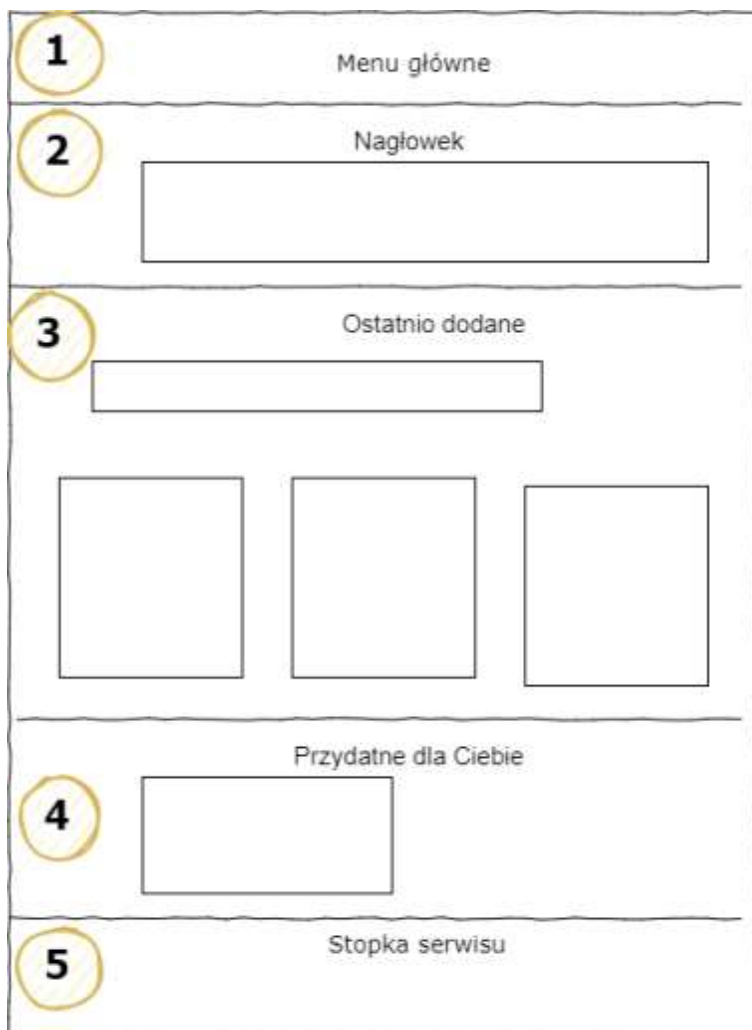 1
Menu główne
2
Nagłowek
3
Ostatnio dodane
Przydatne dla Ciebie
4
Stopka serwisu
5